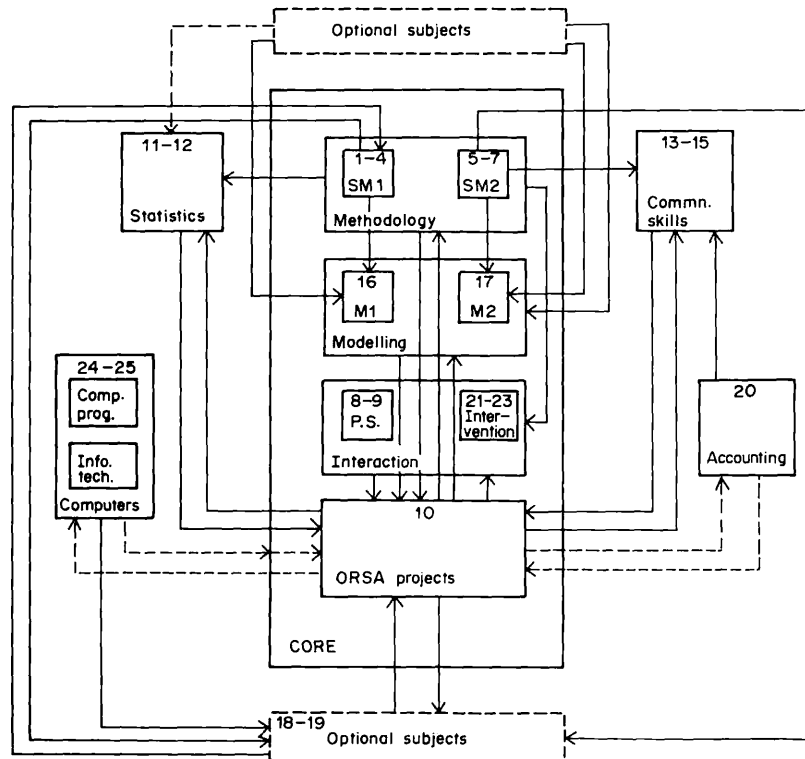 Optional subjects
11-12
Statistics
1-4
SM1
5-7
SM2
Methodology
13-15
Commn.
skills
16
M1
17
M2
Modelling
24-25
Comp.
prog.
Info.
tech.
Computers
8-9
P.S.
21-23
Inter-
vention
Interaction
20
Accounting
10
ORSA projects
CORE
18-19
Optional subjects